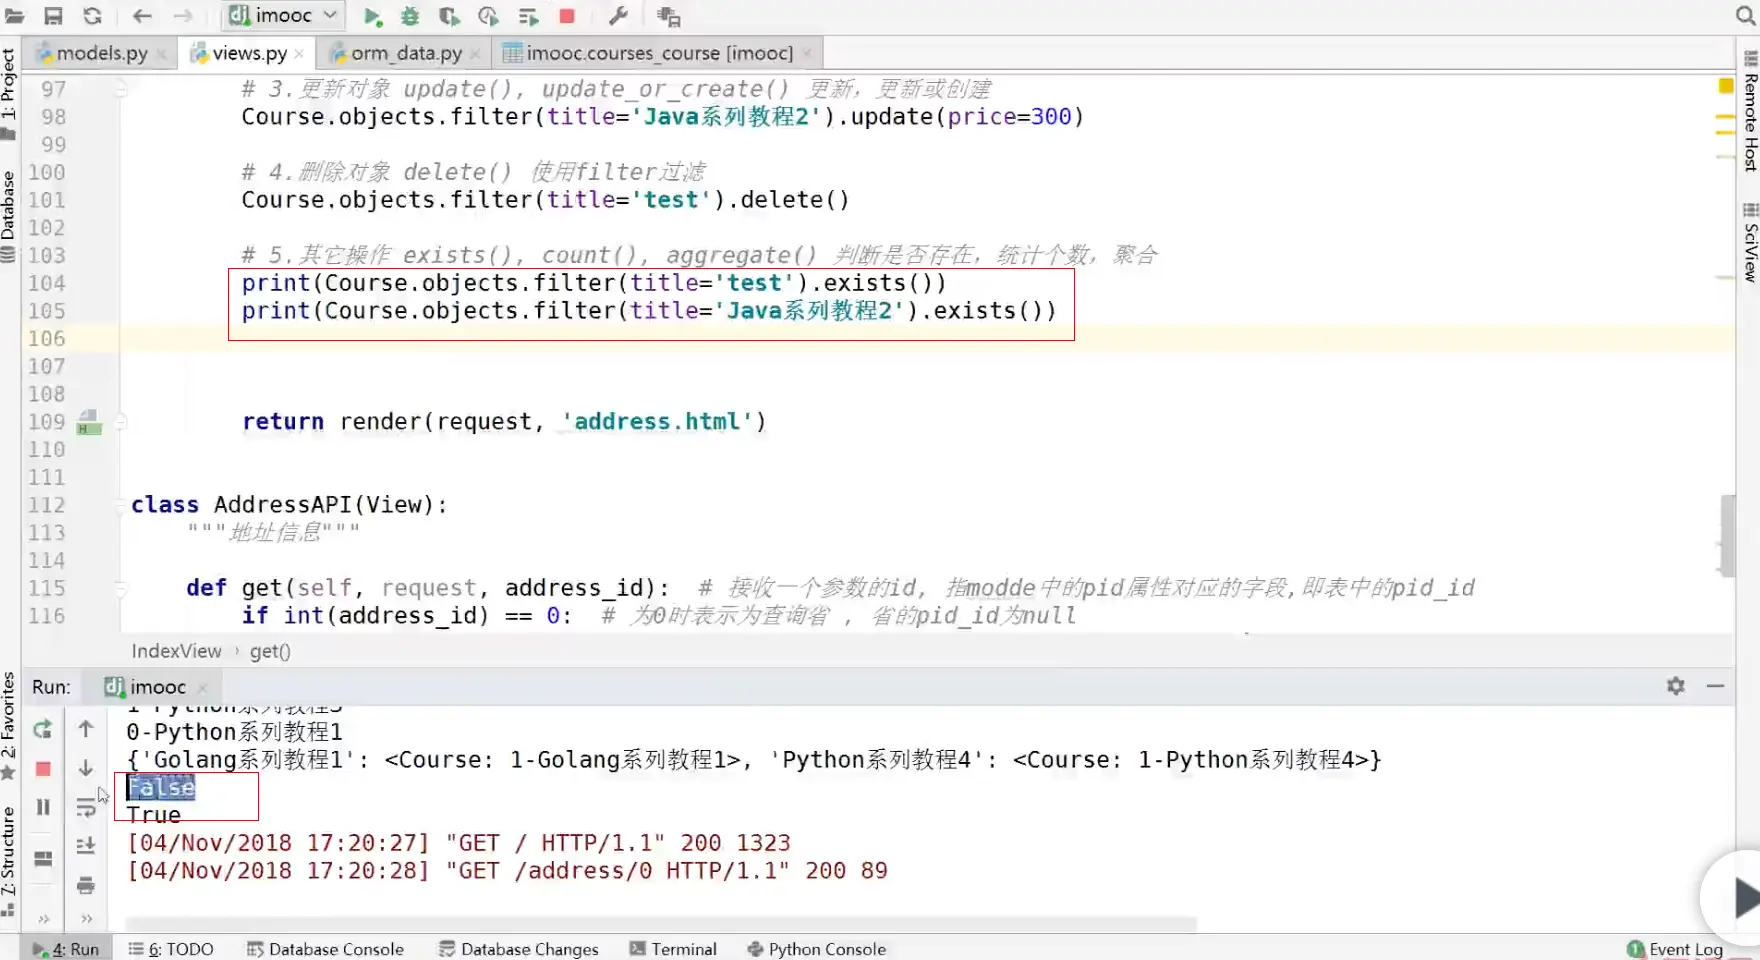 imooc
models.py
views.py
orm_data.py
imooc.courses_course [imooc]
1: Project
Database
2: Favorites
7: Structure
Remote Host
SciView
97 # 3.更新对象 update(), update_or_create() 更新，更新或创建
98 Course.objects.filter(title='Java系列教程2').update(price=300)
99
100 # 4.删除对象 delete() 使用filter过滤
101 Course.objects.filter(title='test').delete()
102
103 # 5.其它操作 exists(), count(), aggregate() 判断是否存在，统计个数，聚合
104 print(Course.objects.filter(title='test').exists())
105 print(Course.objects.filter(title='Java系列教程2').exists())
106
107
108
109 return render(request, 'address.html')
110
111
112 class AddressAPI(View):
113 """地址信息"""
114
115 def get(self, request, address_id): # 接收一个参数的id, 指modde中的pid属性对应的字段,即表中的pid_id
116 if int(address_id) == 0: # 为0时表示为查询省 , 省的pid_id为null
IndexView › get()
Run: imooc
0-Python系列教程1
{'Golang系列教程1': <Course: 1-Golang系列教程1>, 'Python系列教程4': <Course: 1-Python系列教程4>}
False
True
[04/Nov/2018 17:20:27] "GET / HTTP/1.1" 200 1323
[04/Nov/2018 17:20:28] "GET /address/0 HTTP/1.1" 200 89
4: Run
6: TODO
Database Console
Database Changes
Terminal
Python Console
1 Event Log